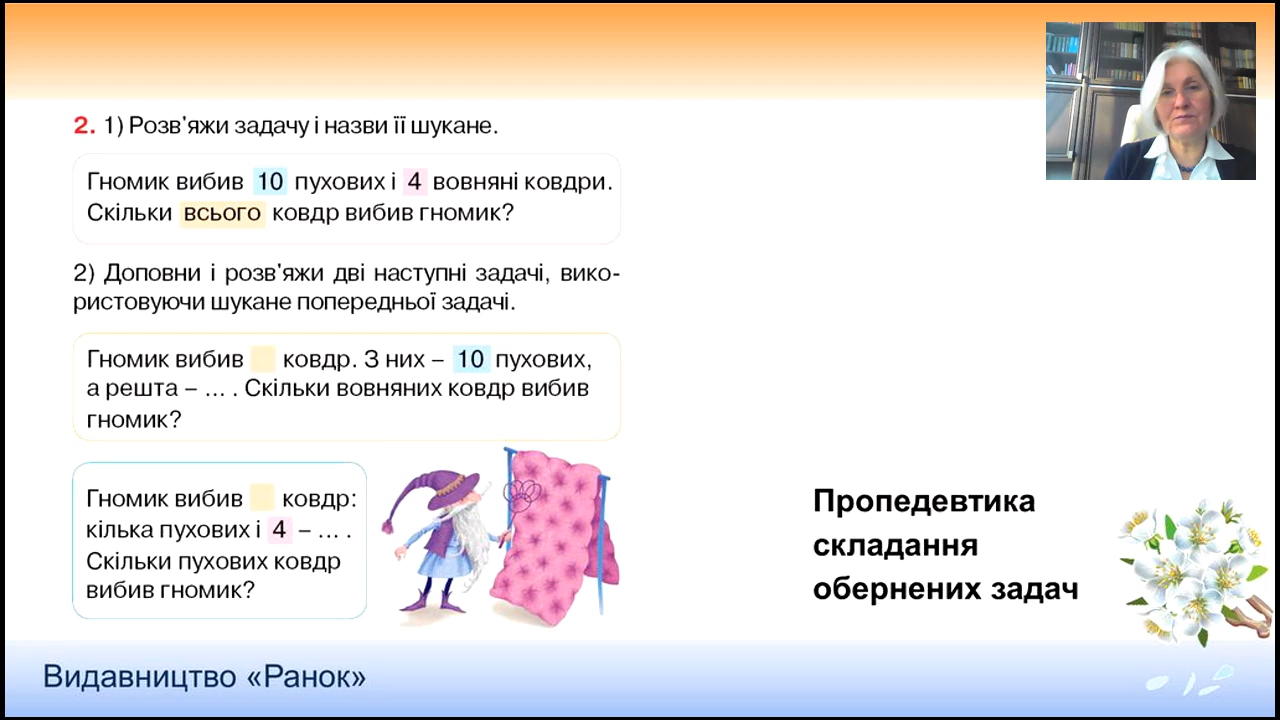 2. 1) Розв'яжи задачу і назви її шукане.
Гномик вибив 10 пухових і 4 вовняні ковдри.
Скільки всього ковдр вибив гномик?
2) Доповни і розв'яжи дві наступні задачі, вико-
ристовуючи шукане попередньої задачі.
Гномик вибив ковдр. З них – 10 пухових,
а решта – ... . Скільки вовняних ковдр вибив
гномик?
Гномик вибив ковдр:
кілька пухових і 4 – ... .
Скільки пухових ковдр
вибив гномик?
Пропедевтика
складання
обернених задач
Видавництво «Ранок»